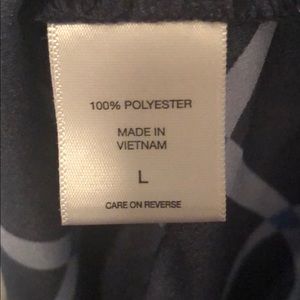 100% POLYESTER
MADE IN
VIETNAM
L
CARE ON REVERSE